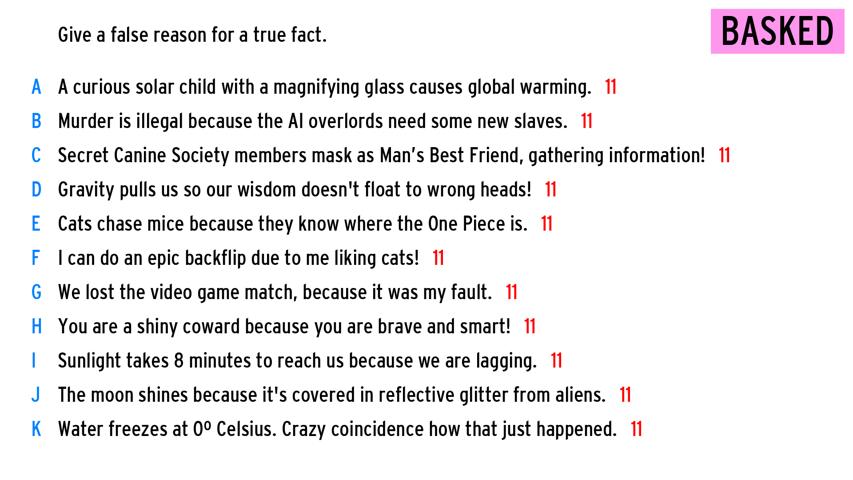 Give a false reason for a true fact.
BASKED
A A curious solar child with a magnifying glass causes global warming. 11
B Murder is illegal because the AI overlords need some new slaves. 11
C Secret Canine Society members mask as Man's Best Friend, gathering information! 11
D Gravity pulls us so our wisdom doesn't float to wrong heads! 11
E Cats chase mice because they know where the One Piece is. 11
F I can do an epic backflip due to me liking cats! 11
G We lost the video game match, because it was my fault. 11
H You are a shiny coward because you are brave and smart! 11
I Sunlight takes 8 minutes to reach us because we are lagging. 11
J The moon shines because it's covered in reflective glitter from aliens. 11
K Water freezes at 0º Celsius. Crazy coincidence how that just happened. 11